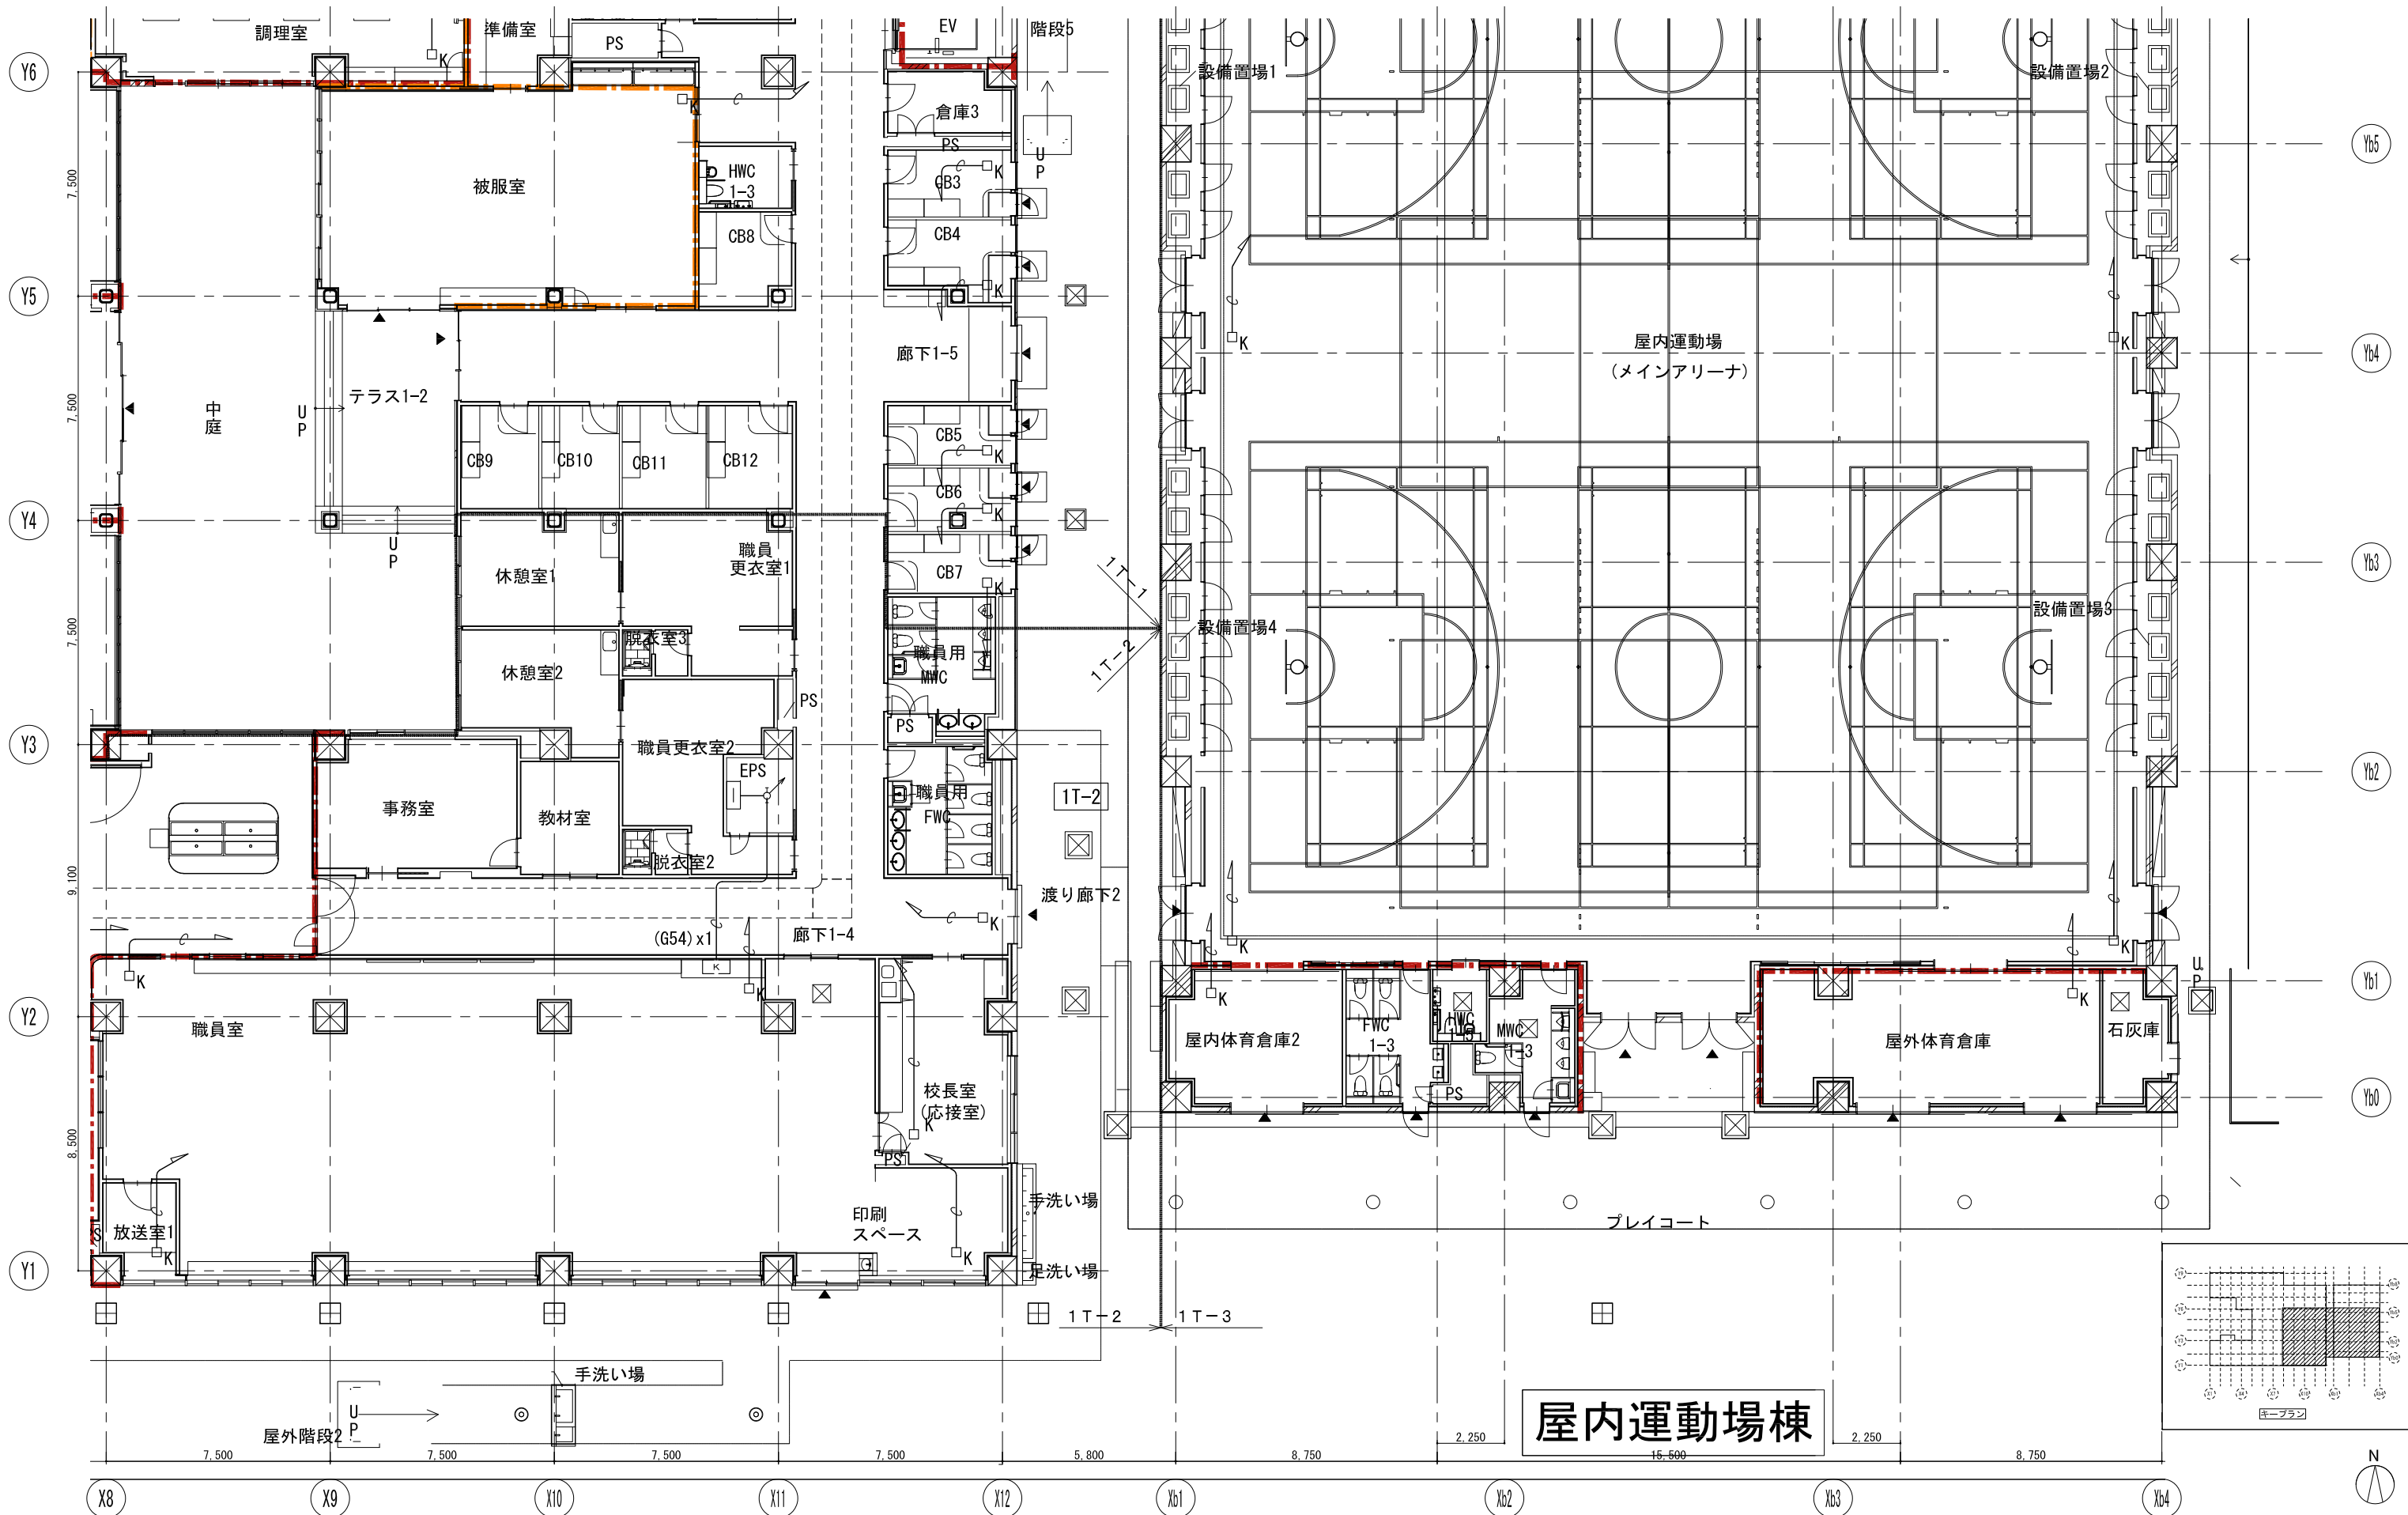 調理室
準備室
PS
EV
階段5
Y6
K
設備置場1
設備置場2
倉庫3
K
PS
UP
Yb5
7,500
被服室
HWC
1-3
CB3
K
CB8
CB4
K
Y5
廊下1-5
屋内運動場
(メインアリーナ)
K
K
Yb4
7,500
中庭
UP
テラス1-2
CB5
K
CB9
CB10
CB11
CB12
CB6
K
Y4
UP
職員
更衣室1
休憩室1
CB7
K
1T-1
Yb3
設備置場3
7,500
設備置場4
脱衣室3
職員用
MWC
1T-2
休憩室2
PS
PS
Y3
職員更衣室2
EPS
Yb2
事務室
教材室
職員用
FWC
1T-2
脱衣室2
9,100
渡り廊下2
K
(G54)x1
廊下1-4
K
K
K
K
K
K
K
UP
Yb1
Y2
職員室
屋内体育倉庫2
FWC
1-3
HWC
1-5
MWC
1-3
屋外体育倉庫
石灰庫
校長室
(応接室)
K
PS
Yb0
8,500
PS
手洗い場
印刷
スペース
プレイコート
S
放送室1
K
K
足洗い場
Y1
1T-2
1T-3
手洗い場
キープラン
屋外階段2
UP
屋内運動場棟
7,500
7,500
7,500
7,500
5,800
8,750
2,250
15,500
2,250
8,750
N
X8
X9
X10
X11
X12
Xb1
Xb2
Xb3
Xb4